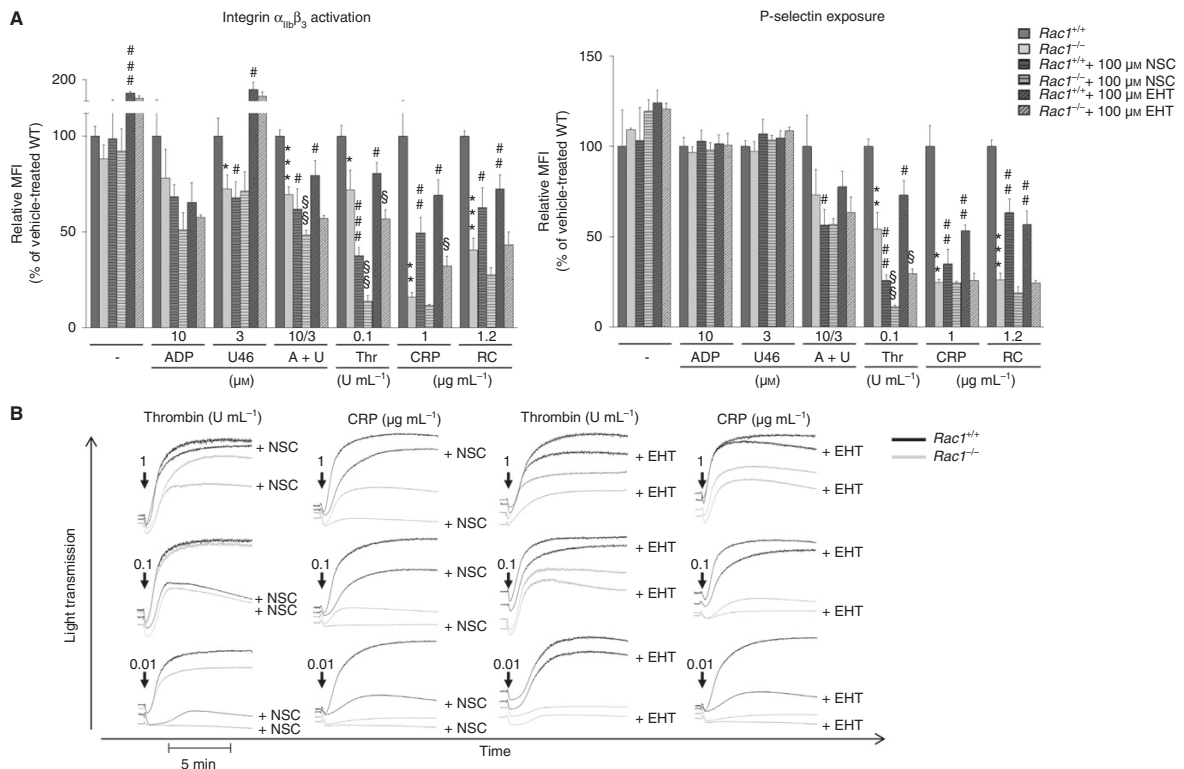 A
Integrin αIIbβ3 activation
P-selectin exposure
Relative MFI
(% of vehicle-treated WT)
200
100
50
0
# # #
* # #
* * * # # § § #
* # # # § § # §
* * # # # # §
* * * # # # #
10 3 10/3 0.1 1 1.2
- ADP U46 A + U Thr CRP RC
(µM) (U mL⁻¹) (µg mL⁻¹)
Relative MFI
(% of vehicle-treated WT)
150
100
50
0
#
* * # # # § § # §
* * # # # #
* * * # # # #
10 3 10/3 0.1 1 1.2
- ADP U46 A + U Thr CRP RC
(µM) (U mL⁻¹) (µg mL⁻¹)
Rac1⁺/⁺
Rac1⁻/⁻
Rac1⁺/⁺ + 100 µM NSC
Rac1⁻/⁻ + 100 µM NSC
Rac1⁺/⁺ + 100 µM EHT
Rac1⁻/⁻ + 100 µM EHT
B
Thrombin (U mL⁻¹) CRP (µg mL⁻¹) Thrombin (U mL⁻¹) CRP (µg mL⁻¹)
Rac1⁺/⁺
Rac1⁻/⁻
Light transmission
1 + NSC 1 + NSC 1 + EHT 1 + EHT
+ NSC + NSC + EHT + EHT
0.1 + NSC 0.1 + NSC 0.1 + EHT 0.1 + EHT
+ NSC + NSC + EHT + EHT
0.01 + NSC 0.01 + NSC 0.01 + EHT 0.01 + EHT
+ NSC + NSC + EHT + EHT
Time
5 min